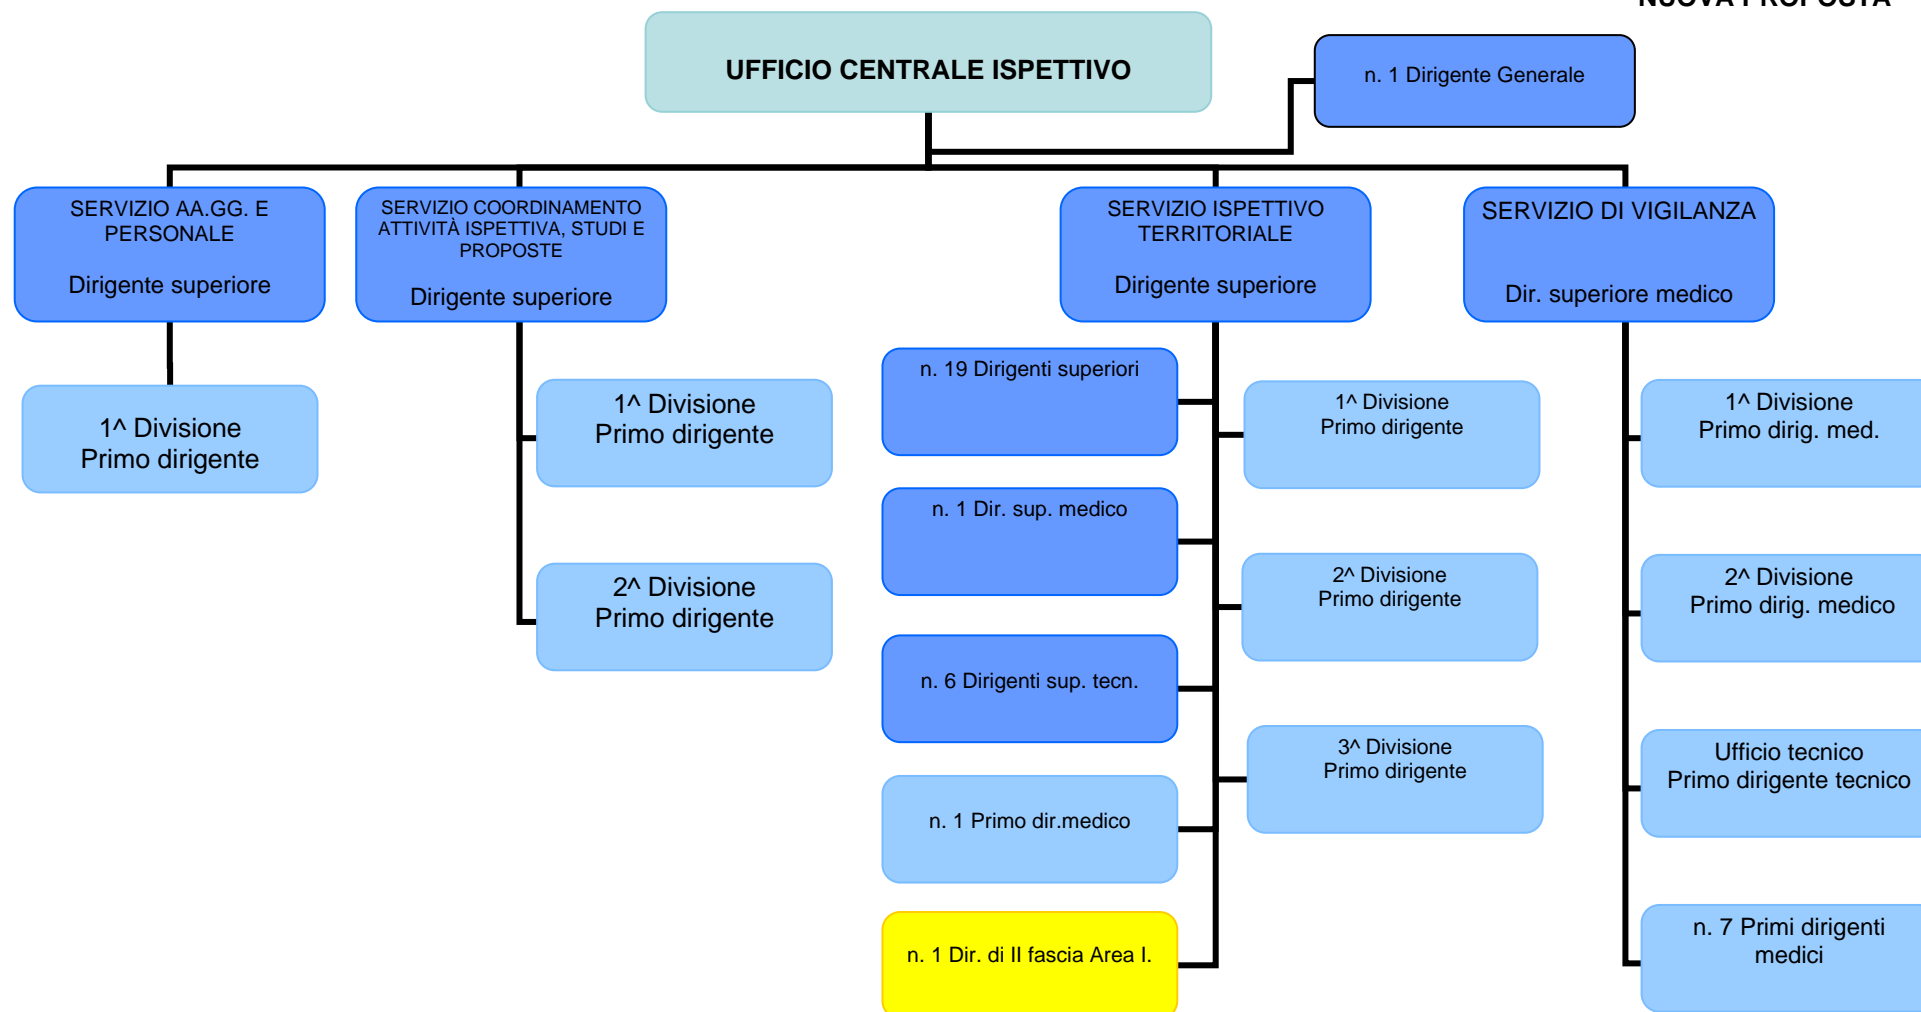 NUOVA PROPOSTA
UFFICIO CENTRALE ISPETTIVO
n. 1 Dirigente Generale
SERVIZIO AA.GG. E
PERSONALE
Dirigente superiore
SERVIZIO COORDINAMENTO
ATTIVITÀ ISPETTIVA, STUDI E
PROPOSTE
Dirigente superiore
SERVIZIO ISPETTIVO
TERRITORIALE
Dirigente superiore
SERVIZIO DI VIGILANZA
Dir. superiore medico
1^ Divisione
Primo dirigente
1^ Divisione
Primo dirigente
2^ Divisione
Primo dirigente
n. 19 Dirigenti superiori
n. 1 Dir. sup. medico
n. 6 Dirigenti sup. tecn.
n. 1 Primo dir.medico
n. 1 Dir. di II fascia Area I.
1^ Divisione
Primo dirigente
2^ Divisione
Primo dirigente
3^ Divisione
Primo dirigente
1^ Divisione
Primo dirig. med.
2^ Divisione
Primo dirig. medico
Ufficio tecnico
Primo dirigente tecnico
n. 7 Primi dirigenti
medici